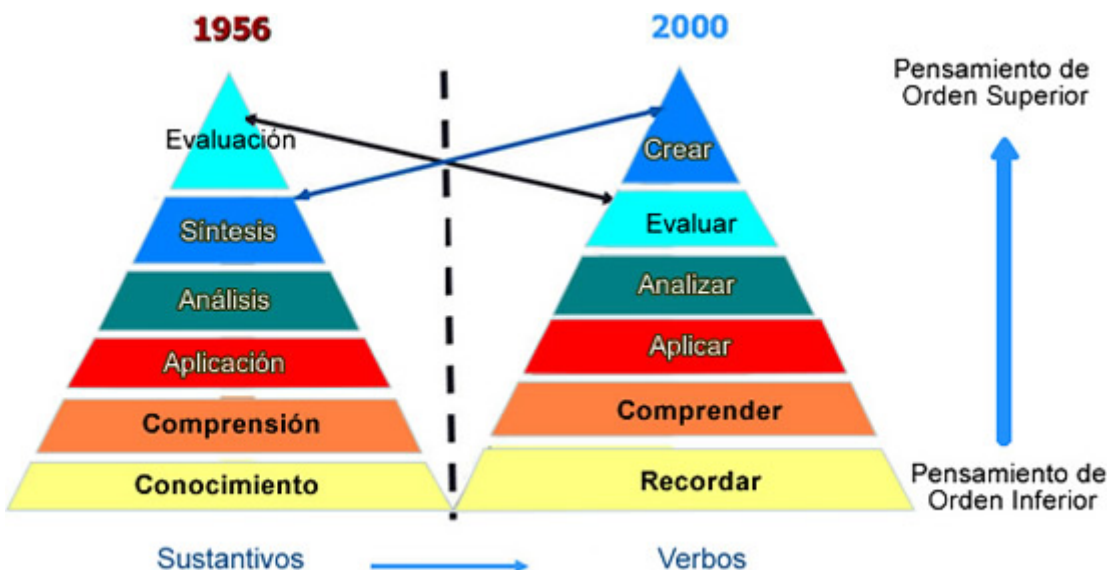 1956
Evaluación
Síntesis
Análisis
Aplicación
Comprensión
Conocimiento
Sustantivos
2000
Crear
Evaluar
Analizar
Aplicar
Comprender
Recordar
Verbos
Pensamiento de
Orden Superior
Pensamiento de
Orden Inferior